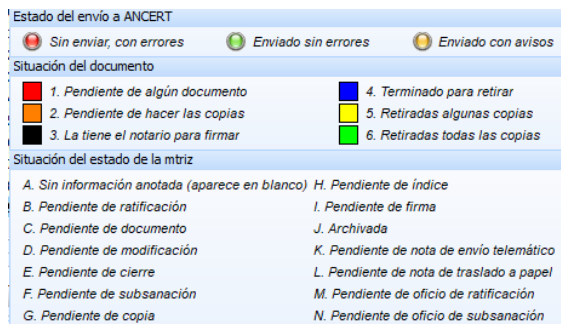 Estado del envío a ANCERT
Sin enviar, con errores
Enviado sin errores
Enviado con avisos
Situación del documento
1. Pendiente de algún documento
4. Terminado para retirar
2. Pendiente de hacer las copias
5. Retiradas algunas copias
3. La tiene el notario para firmar
6. Retiradas todas las copias
Situación del estado de la mtriz
A. Sin información anotada (aparece en blanco)
H. Pendiente de índice
B. Pendiente de ratificación
I. Pendiente de firma
C. Pendiente de documento
J. Archivada
D. Pendiente de modificación
K. Pendiente de nota de envío telemático
E. Pendiente de cierre
L. Pendiente de nota de traslado a papel
F. Pendiente de subsanación
M. Pendiente de oficio de ratificación
G. Pendiente de copia
N. Pendiente de oficio de subsanación